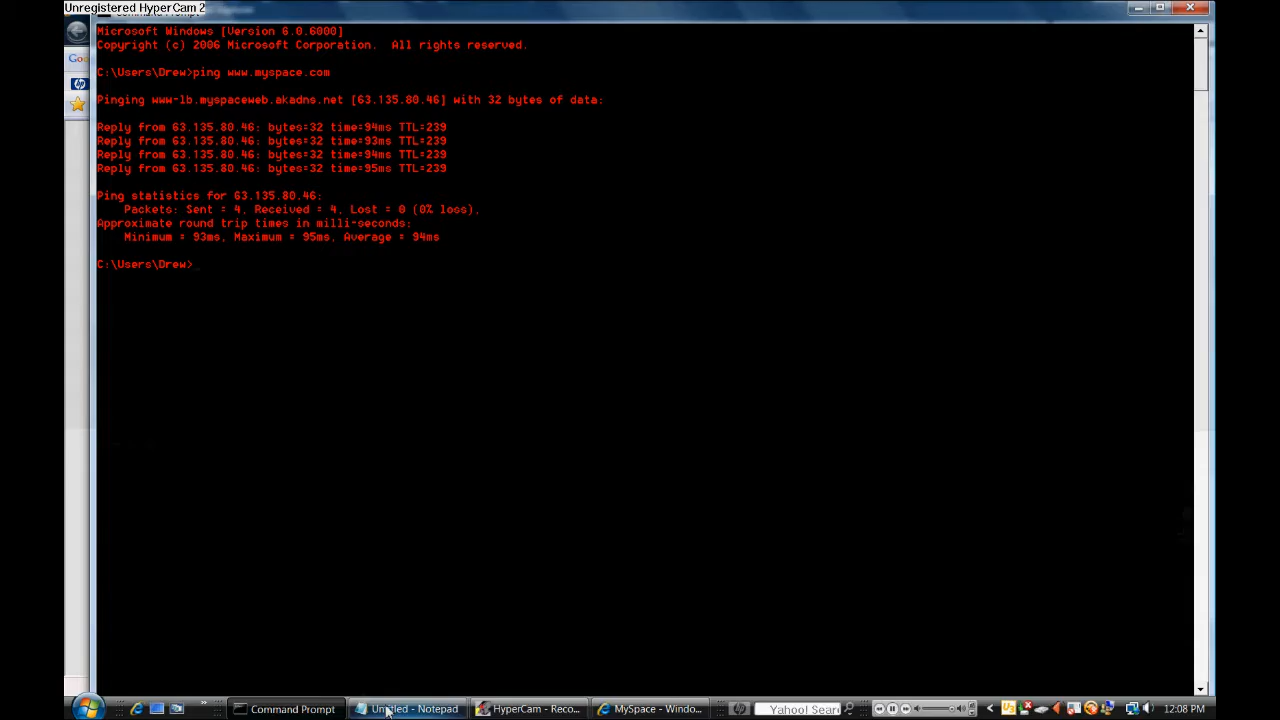 Unregistered HyperCam 2
Microsoft Windows [Version 6.0.6000]
Copyright (c) 2006 Microsoft Corporation. All rights reserved.
C:\Users\Drew>ping www.myspace.com
Pinging www-lb.myspaceweb.akadns.net [63.135.80.46] with 32 bytes of data:
Reply from 63.135.80.46: bytes=32 time=94ms TTL=239
Reply from 63.135.80.46: bytes=32 time=93ms TTL=239
Reply from 63.135.80.46: bytes=32 time=94ms TTL=239
Reply from 63.135.80.46: bytes=32 time=95ms TTL=239
Ping statistics for 63.135.80.46:
Packets: Sent = 4, Received = 4, Lost = 0 (0% loss),
Approximate round trip times in milli-seconds:
Minimum = 93ms, Maximum = 95ms, Average = 94ms
C:\Users\Drew>_
Goo
hp
Command Prompt
Untitled - Notepad
HyperCam - Reco...
MySpace - Windo...
hp
Yahoo! Searc
12:08 PM